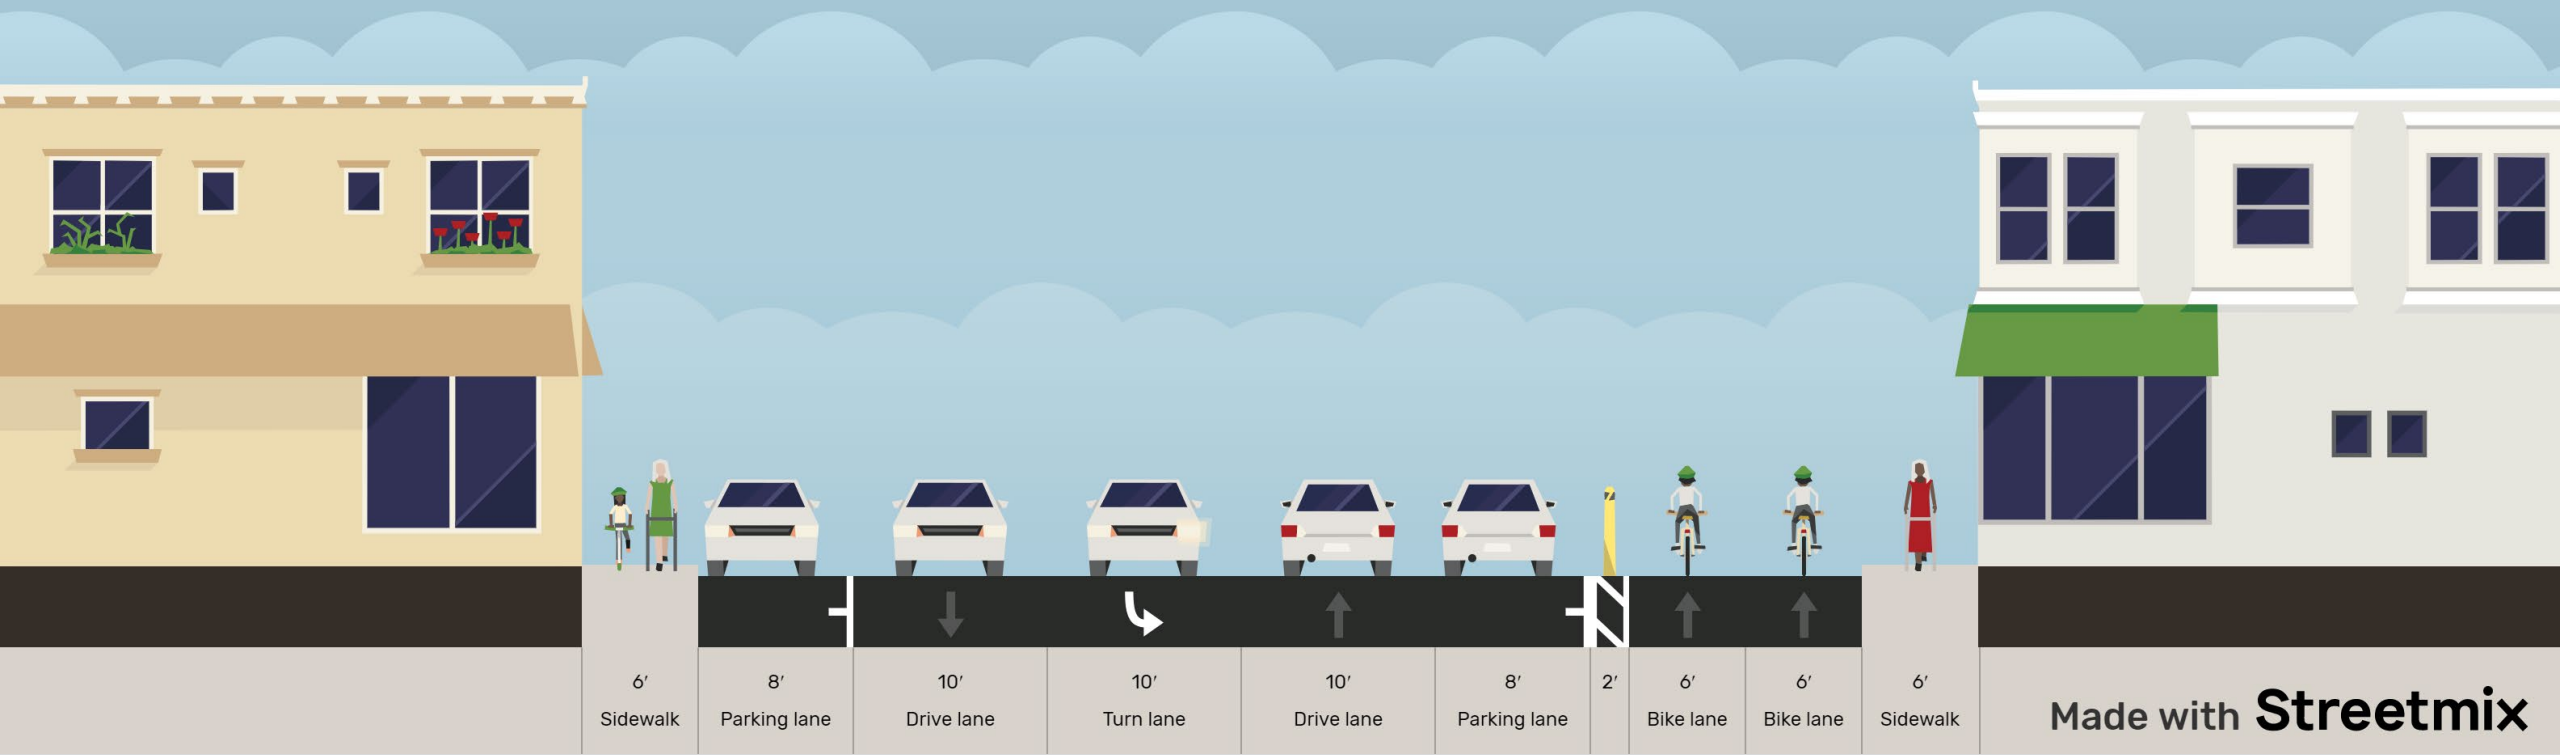 6′
Sidewalk
8′
Parking lane
10′
Drive lane
10′
Turn lane
10′
Drive lane
8′
Parking lane
2′
6′
Bike lane
6′
Bike lane
6′
Sidewalk
Made with Streetmix